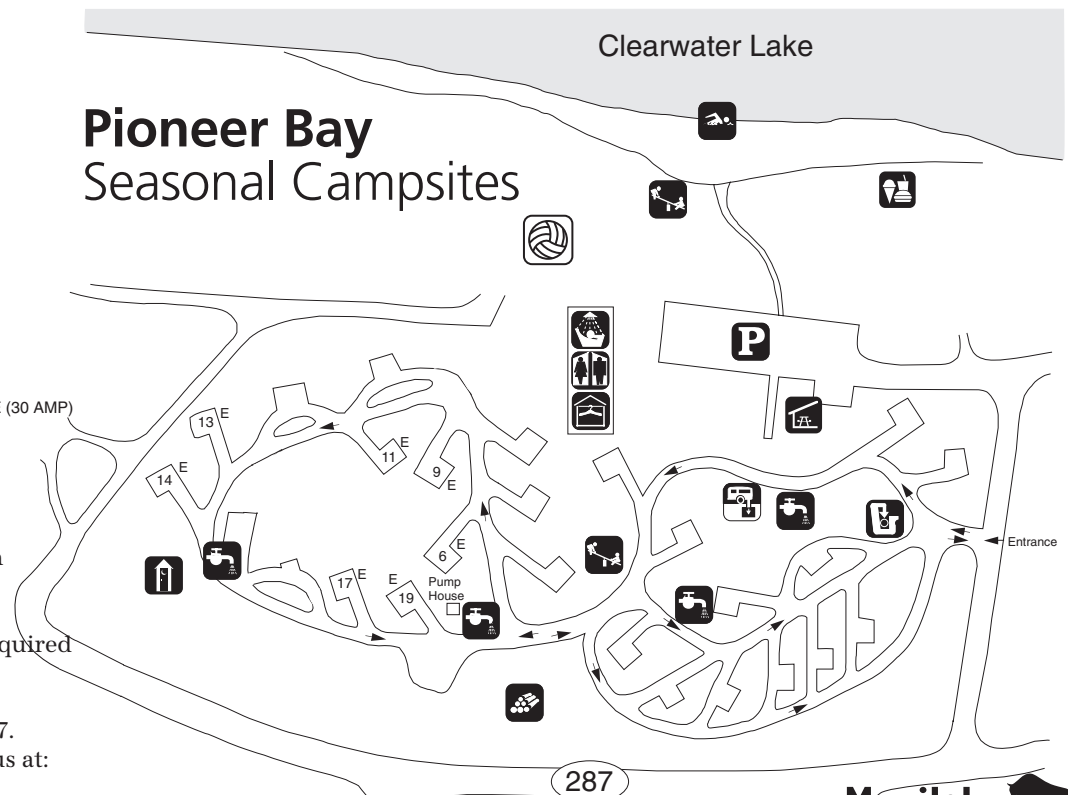 Clearwater Lake
Pioneer Bay
Seasonal Campsites
P
(30 AMP)
13 E
14 E
11 E
9 E
6 E
17 E
19 E
Pump
House
Entrance
quired
7.
us at:
287